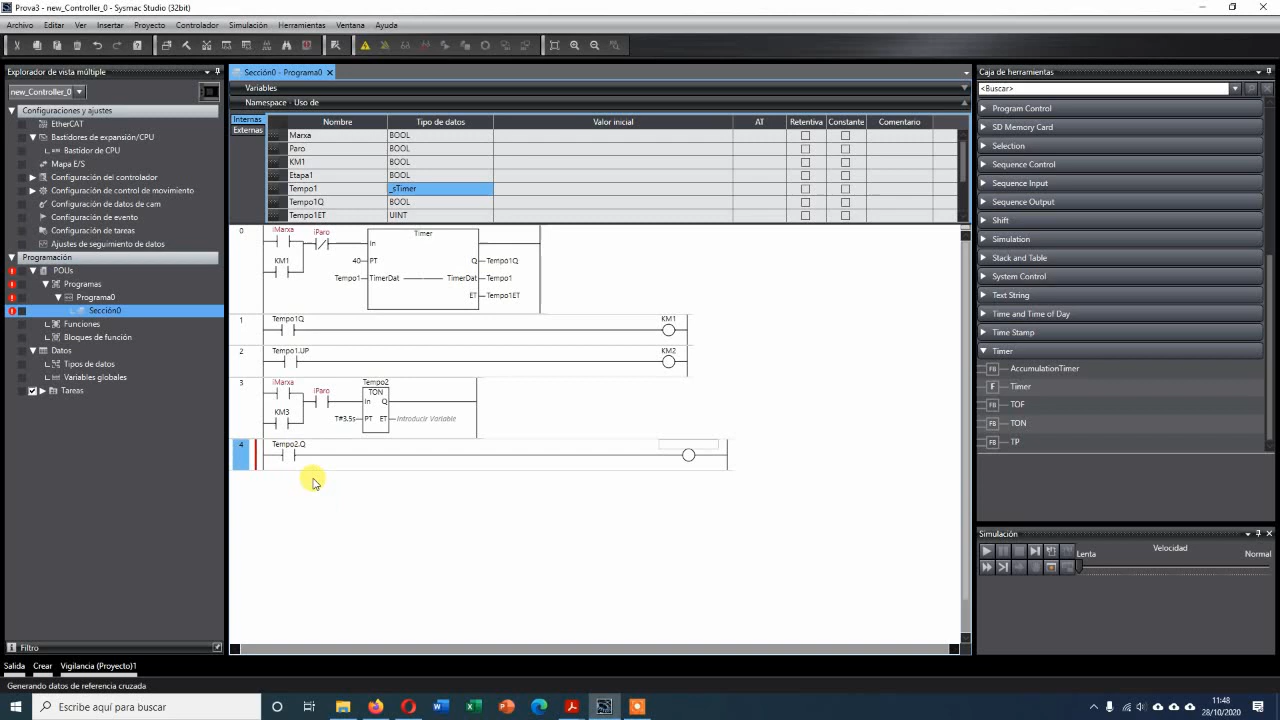 Prova3 - new_Controller_0 - Sysmac Studio (32bit)
Archivo Editar Ver Insertar Proyecto Controlador Simulación Herramientas Ventana Ayuda
Explorador de vista múltiple
new_Controller_0
Configuraciones y ajustes
EtherCAT
Bastidores de expansión/CPU
Bastidor de CPU
Mapa E/S
Configuración del controlador
Configuración de control de movimiento
Configuración de datos de cam
Configuración de evento
Configuración de tareas
Ajustes de seguimiento de datos
Programación
POUs
Programas
Programa0
Sección0
Funciones
Bloques de función
Datos
Tipos de datos
Variables globales
Tareas
Filtro
Sección0 - Programa0
Variables
Namespace - Uso de
Internas
Externas
Nombre Tipo de datos Valor inicial AT Retentiva Constante Comentario
Marxa BOOL
Paro BOOL
KM1 BOOL
Etapa1 BOOL
Tempo1 _sTimer
Tempo1Q BOOL
Tempo1ET UINT
0
iMarxa iParo Timer
In
KM1 40 PT Q Tempo1Q
Tempo1 TimerDat TimerDat Tempo1
ET Tempo1ET
1 Tempo1Q KM1
2 Tempo1.UP KM2
3 iMarxa iParo Tempo2
TON
In Q
KM3 T#3.5s PT ET Introducir Variable
4 Tempo2.Q
Caja de herramientas
<Buscar>
Program Control
SD Memory Card
Selection
Sequence Control
Sequence Input
Sequence Output
Shift
Simulation
Stack and Table
System Control
Text String
Time and Time of Day
Time Stamp
Timer
FB AccumulationTimer
F Timer
FB TOF
FB TON
FB TP
Simulación
Velocidad
Lenta Normal
Salida Crear Vigilancia (Proyecto)1
Generando datos de referencia cruzada
Escribe aquí para buscar
11:48
28/10/2020